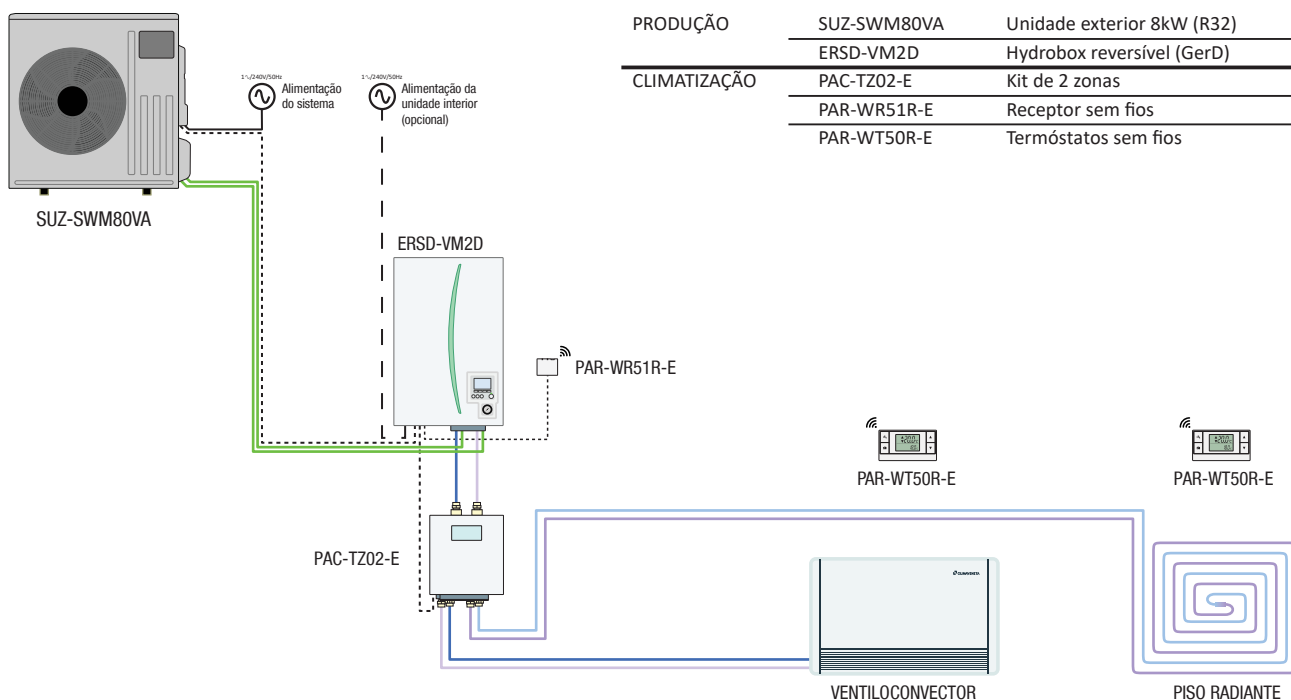 PRODUÇÃO SUZ-SWM80VA Unidade exterior 8kW (R32)
ERSD-VM2D Hydrobox reversível (GerD)
CLIMATIZAÇÃO PAC-TZ02-E Kit de 2 zonas
PAR-WR51R-E Receptor sem fios
PAR-WT50R-E Termóstatos sem fios
1~/240V/50Hz
Alimentação
do sistema
1~/240V/50Hz
Alimentação da
unidade interior
(opcional)
SUZ-SWM80VA
ERSD-VM2D
PAR-WR51R-E
PAR-WT50R-E
PAR-WT50R-E
PAC-TZ02-E
CLIMAVENETA
VENTILOCONVECTOR
PISO RADIANTE